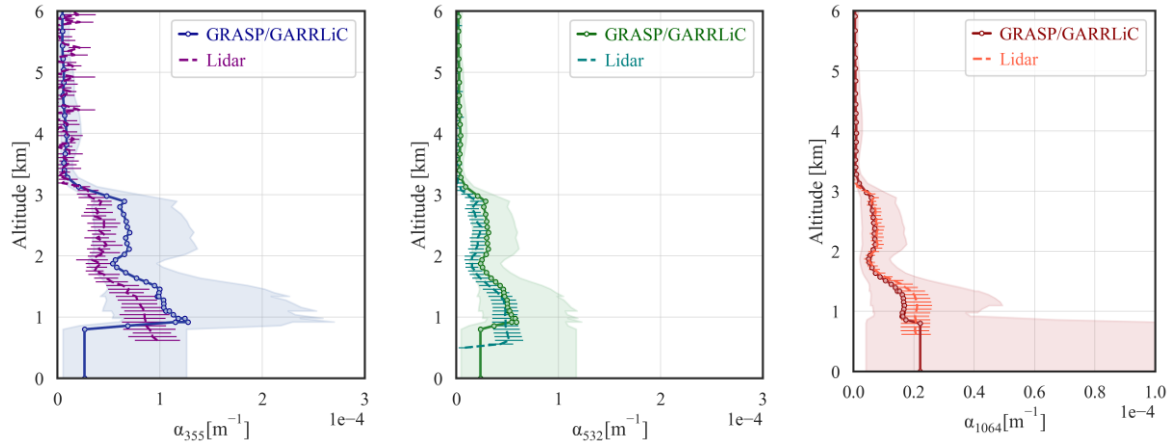 6
5
4
3
2
1
0
Altitude [km]
GRASP/GARRLiC
Lidar
0
1
2
3
1e−4
α355[m−1]
6
5
4
3
2
1
0
Altitude [km]
GRASP/GARRLiC
Lidar
0
1
2
3
1e−4
α532[m−1]
6
5
4
3
2
1
0
Altitude [km]
GRASP/GARRLiC
Lidar
0.0
0.2
0.4
0.6
0.8
1.0
1e−4
α1064[m−1]